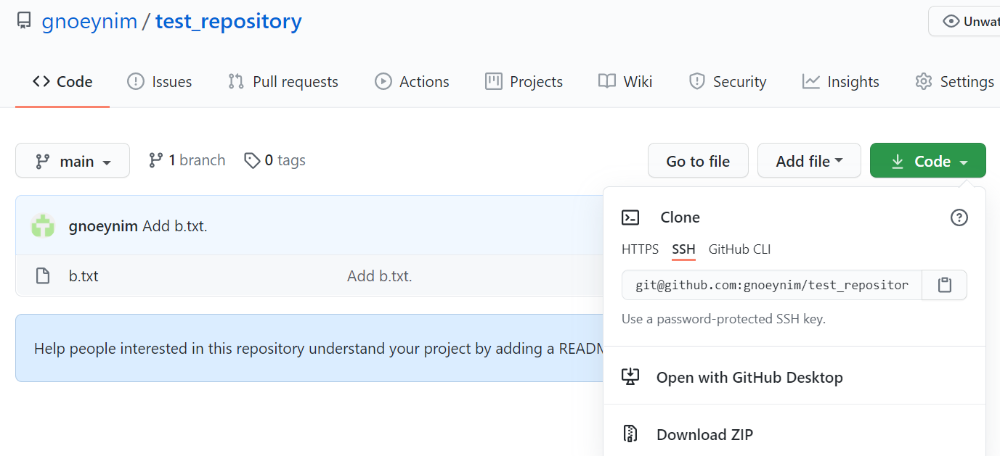 gnoeynim / test_repository
Unwat
Code Issues Pull requests Actions Projects Wiki Security Insights Settings
main 1 branch 0 tags Go to file Add file Code
gnoeynim Add b.txt.
b.txt Add b.txt.
Help people interested in this repository understand your project by adding a READM
Clone
HTTPS SSH GitHub CLI
git@github.com:gnoeynim/test_repositor
Use a password-protected SSH key.
Open with GitHub Desktop
Download ZIP